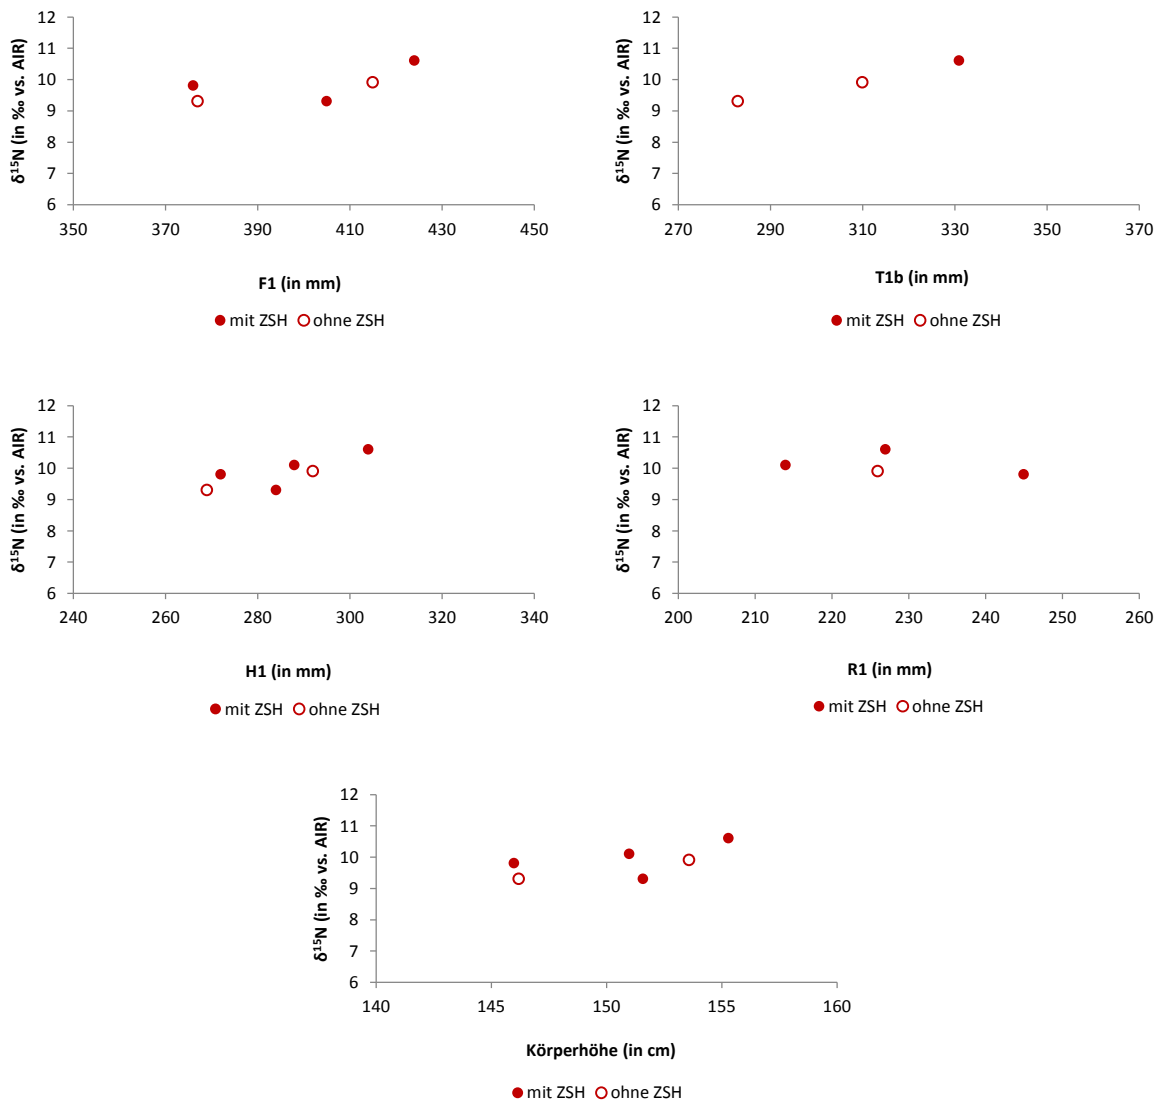 12
11
10
9
8
7
6
δ¹⁵N (in ‰ vs. AIR)
350 370 390 410 430 450
F1 (in mm)
mit ZSH ohne ZSH
12
11
10
9
8
7
6
δ¹⁵N (in ‰ vs. AIR)
270 290 310 330 350 370
T1b (in mm)
mit ZSH ohne ZSH
12
11
10
9
8
7
6
δ¹⁵N (in ‰ vs. AIR)
240 260 280 300 320 340
H1 (in mm)
mit ZSH ohne ZSH
12
11
10
9
8
7
6
δ¹⁵N (in ‰ vs. AIR)
200 210 220 230 240 250 260
R1 (in mm)
mit ZSH ohne ZSH
12
11
10
9
8
7
6
δ¹⁵N (in ‰ vs. AIR)
140 145 150 155 160
Körperhöhe (in cm)
mit ZSH ohne ZSH